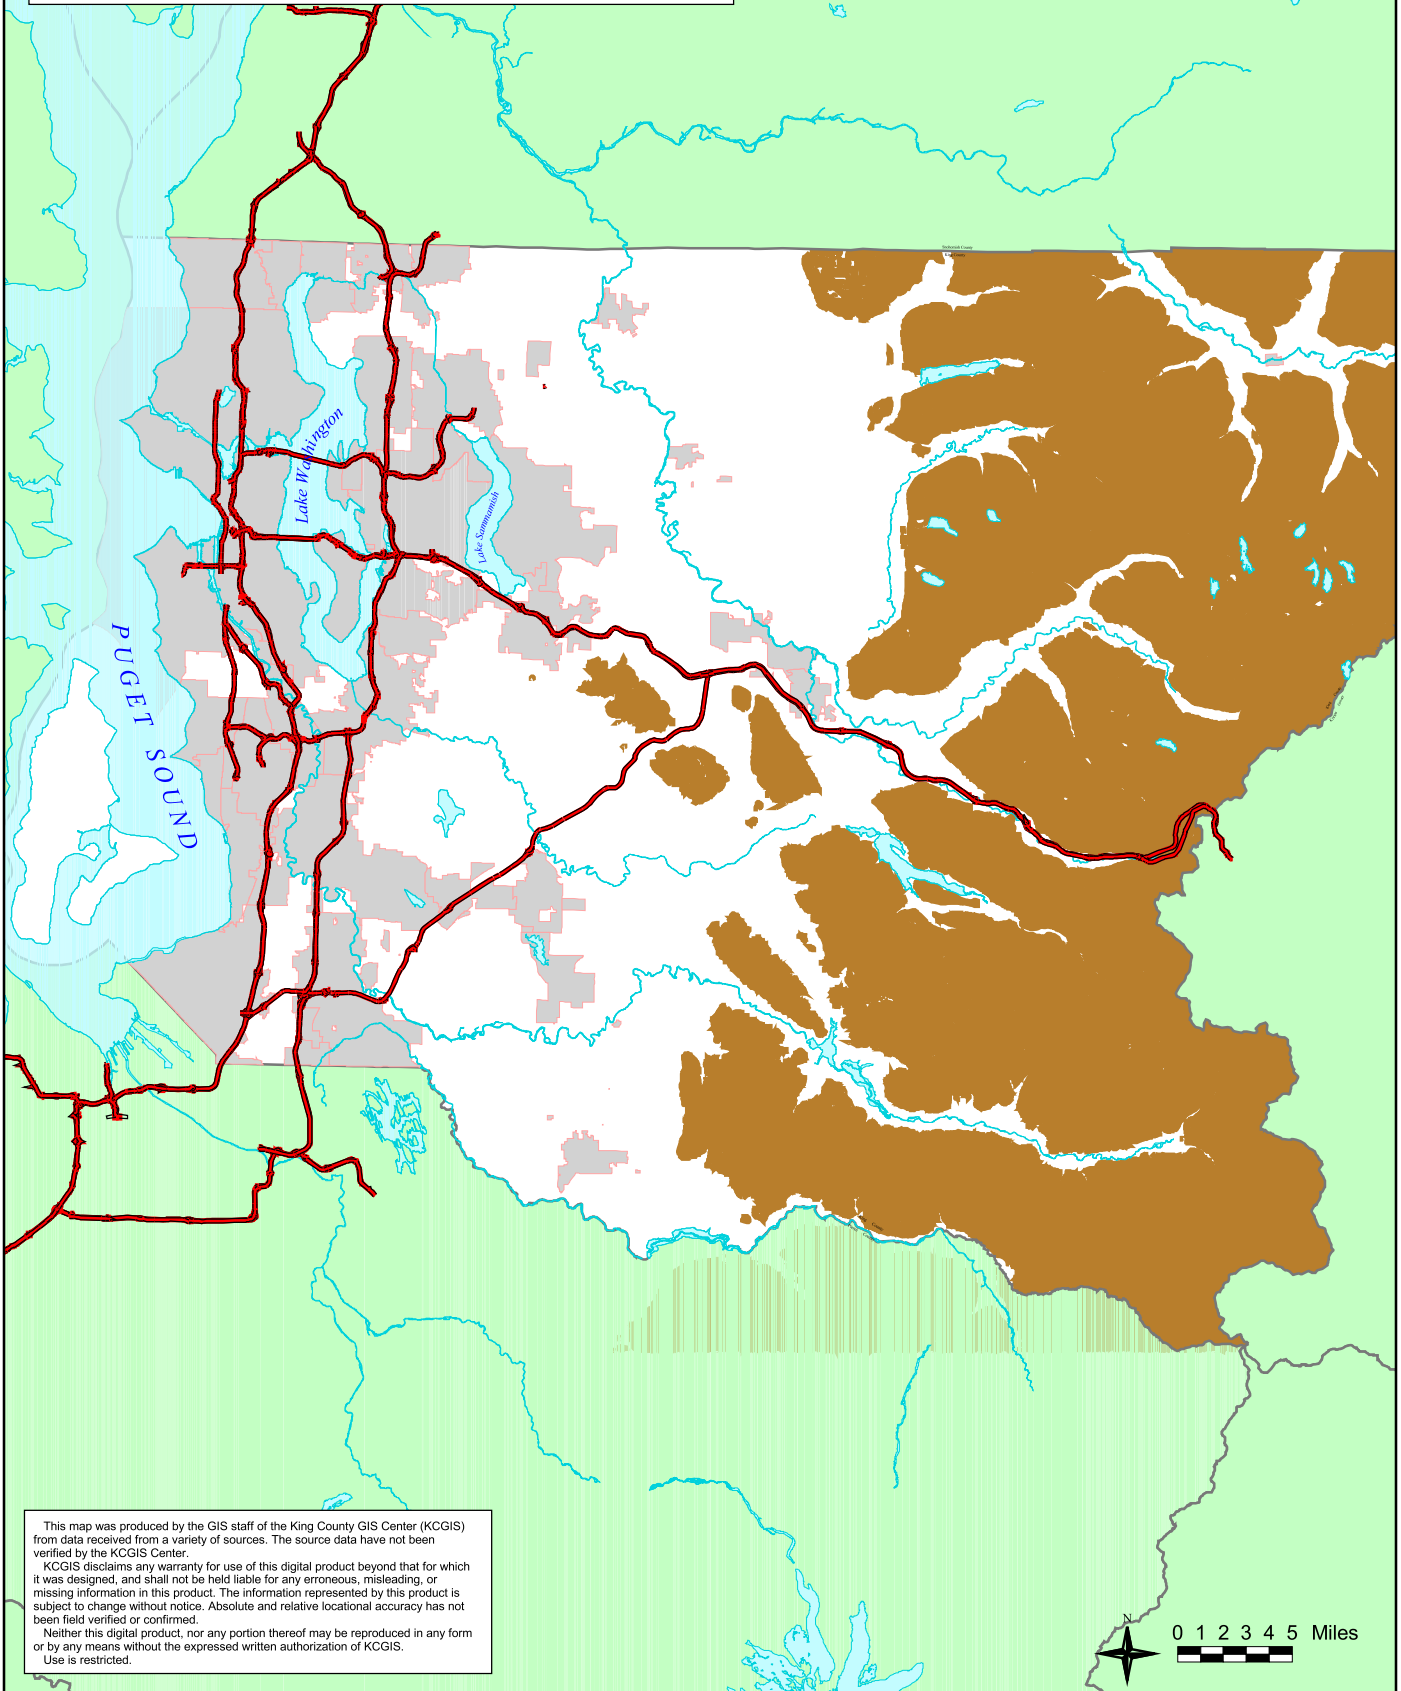 Snohomish County
King County
Lake Washington
Lake Sammamish
PUGET SOUND
This map was produced by the GIS staff of the King County GIS Center (KCGIS)
from data received from a variety of sources. The source data have not been
verified by the KCGIS Center.
KCGIS disclaims any warranty for use of this digital product beyond that for which
it was designed, and shall not be held liable for any erroneous, misleading, or
missing information in this product. The information represented by this product is
subject to change without notice. Absolute and relative locational accuracy has not
been field verified or confirmed.
Neither this digital product, nor any portion thereof may be reproduced in any form
or by any means without the expressed written authorization of KCGIS.
Use is restricted.
N
0 1 2 3 4 5 Miles